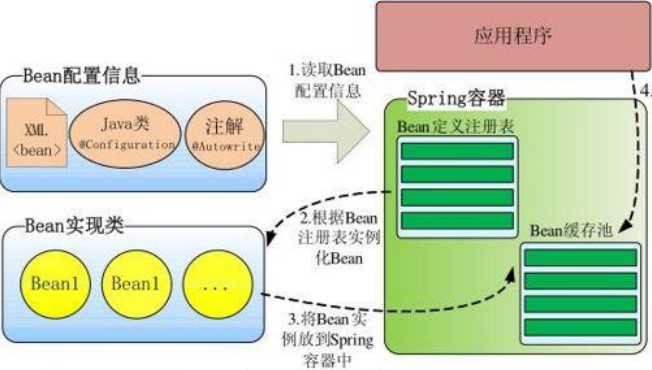 应用程序
Bean配置信息
1.读取Bean
配置信息
4.
XML
<bean>
Java类
@Configuration
注解
@Autowrite
Spring容器
Bean定义注册表
Bean实现类
2.根据Bean
注册表实例
化Bean
Bean缓存池
Bean1
Bean1
...
3.将Bean实
例放到Spring
容器中